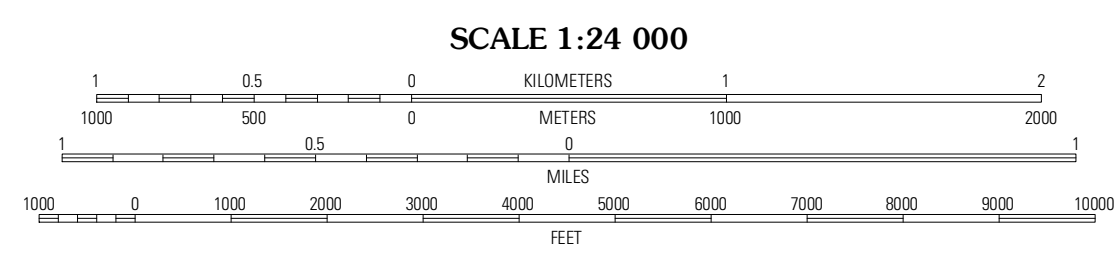 SCALE 1:24 000
1 0.5 0 KILOMETERS 1 2
1000 500 0 METERS 1000 2000
1 0.5 0 1
MILES
1000 0 1000 2000 3000 4000 5000 6000 7000 8000 9000 10000
FEET